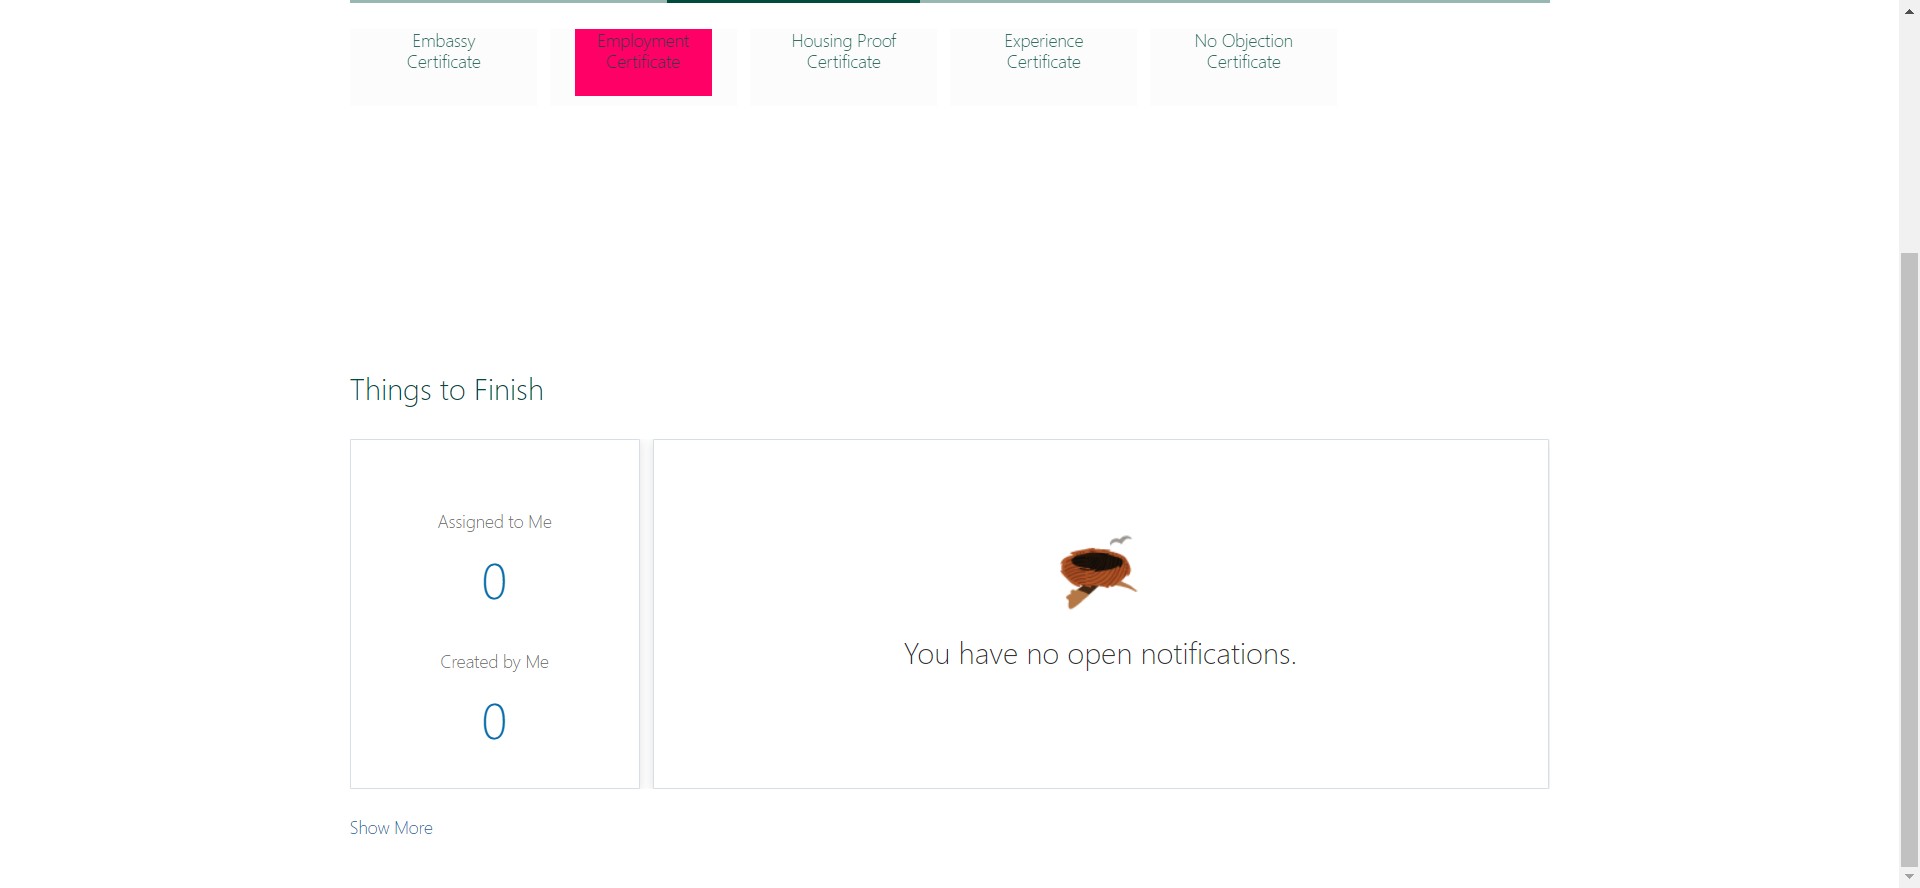 Embassy
Certificate
Employment
Certificate
Housing Proof
Certificate
Experience
Certificate
No Objection
Certificate
Things to Finish
Assigned to Me
0
Created by Me
0
You have no open notifications.
Show More